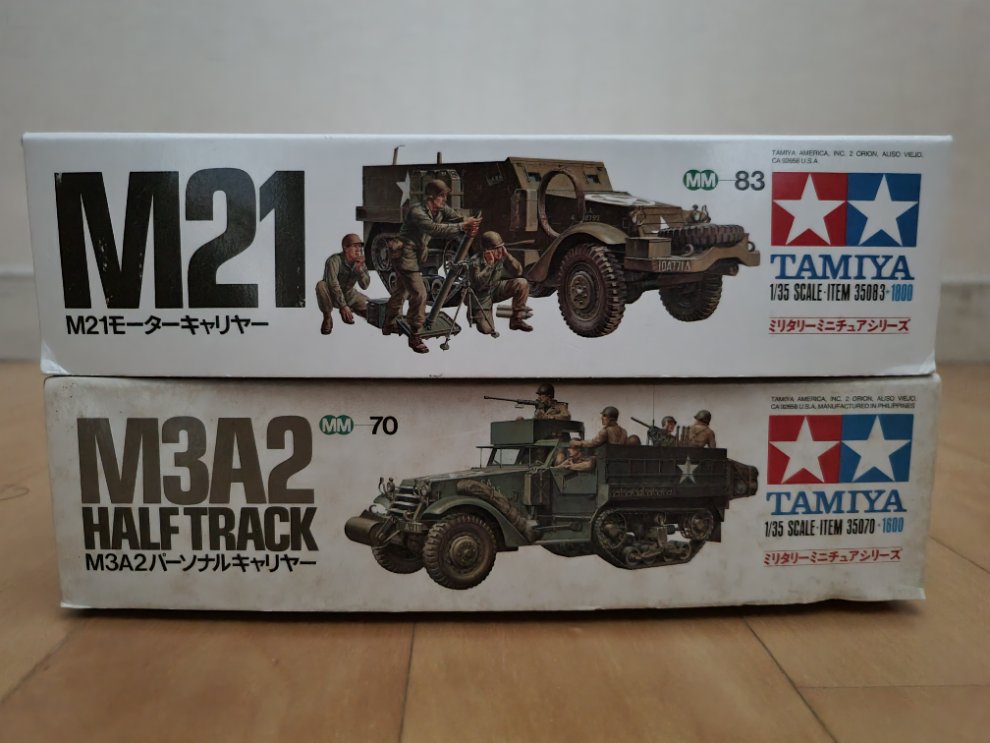 M21
M21モーターキャリヤー
MM 83
TAMIYA AMERICA, INC. 2 ORION, ALISO VIEJO,
CA 92656 U.S.A.
TAMIYA
1/35 SCALE·ITEM 35083·1800
ミリタリーミニチュアシリーズ
10A771A
M3A2
HALF TRACK
M3A2パーソナルキャリヤー
MM 70
TAMIYA AMERICA, INC. 2 ORION, ALISO VIEJO,
CA 92656 U.S.A. MANUFACTURED IN PHILIPPINES
TAMIYA
1/35 SCALE·ITEM 35070·1600
ミリタリーミニチュアシリーズ